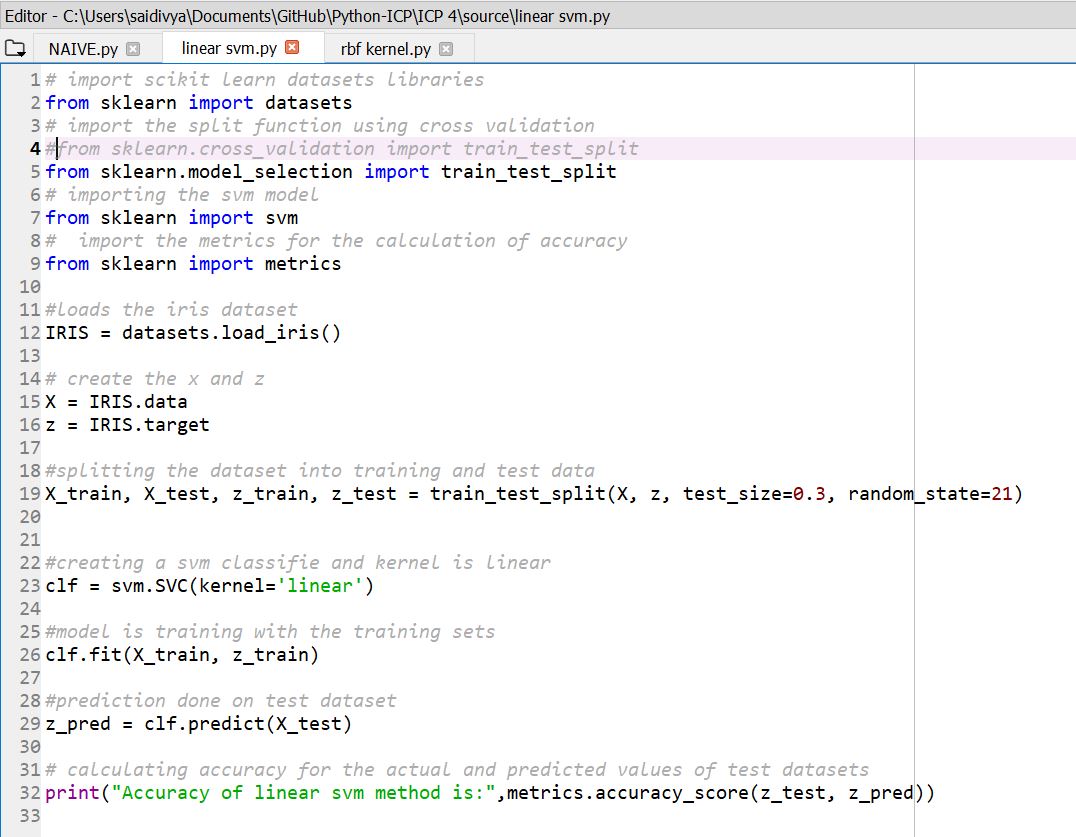 Editor - C:\Users\saidivya\Documents\GitHub\Python-ICP\ICP 4\source\linear svm.py
NAIVE.py linear svm.py rbf kernel.py
1 # import scikit learn datasets libraries
2 from sklearn import datasets
3 # import the split function using cross validation
4 #from sklearn.cross_validation import train_test_split
5 from sklearn.model_selection import train_test_split
6 # importing the svm model
7 from sklearn import svm
8 #  import the metrics for the calculation of accuracy
9 from sklearn import metrics
10
11 #loads the iris dataset
12 IRIS = datasets.load_iris()
13
14 # create the x and z
15 X = IRIS.data
16 z = IRIS.target
17
18 #splitting the dataset into training and test data
19 X_train, X_test, z_train, z_test = train_test_split(X, z, test_size=0.3, random_state=21)
20
21
22 #creating a svm classifie and kernel is linear
23 clf = svm.SVC(kernel='linear')
24
25 #model is training with the training sets
26 clf.fit(X_train, z_train)
27
28 #prediction done on test dataset
29 z_pred = clf.predict(X_test)
30
31 # calculating accuracy for the actual and predicted values of test datasets
32 print("Accuracy of linear svm method is:",metrics.accuracy_score(z_test, z_pred))
33